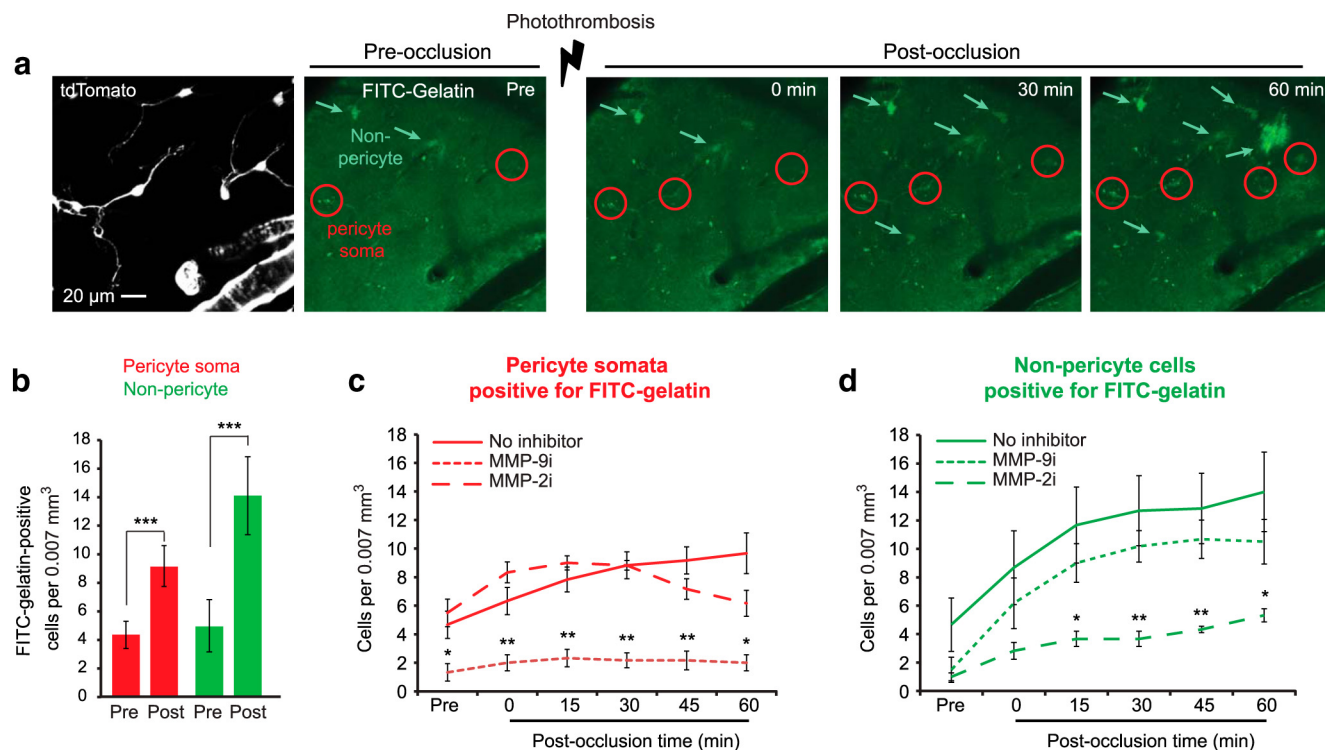 Photothrombosis
Pre-occlusion
Post-occlusion
a
tdTomato
FITC-Gelatin
Pre
0 min
30 min
60 min
Non-
pericyte
pericyte
soma
20 µm
b
Pericyte soma
Non-pericyte
FITC-gelatin-positive
cells per 0.007 mm³
18
16
14
12
10
8
6
4
2
0
***
***
Pre Post Pre Post
c
Pericyte somata
positive for FITC-gelatin
Cells per 0.007 mm³
18
16
14
12
10
8
6
4
2
0
No inhibitor
MMP-9i
MMP-2i
* ** ** ** ** *
Pre 0 15 30 45 60
Post-occlusion time (min)
d
Non-pericyte cells
positive for FITC-gelatin
Cells per 0.007 mm³
18
16
14
12
10
8
6
4
2
0
No inhibitor
MMP-9i
MMP-2i
* ** ** *
Pre 0 15 30 45 60
Post-occlusion time (min)